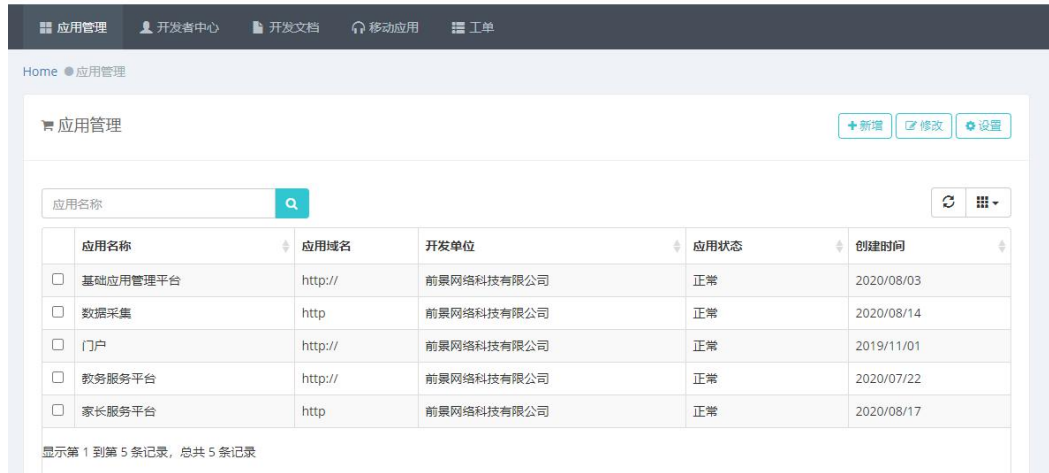 应用管理 开发者中心 开发文档 移动应用 工单
Home 应用管理
应用管理 新增 修改 设置
应用名称
应用名称 应用域名 开发单位 应用状态 创建时间
基础应用管理平台 http:// 前景网络科技有限公司 正常 2020/08/03
数据采集 http 前景网络科技有限公司 正常 2020/08/14
门户 http:// 前景网络科技有限公司 正常 2019/11/01
教务服务平台 http:// 前景网络科技有限公司 正常 2020/07/22
家长服务平台 http 前景网络科技有限公司 正常 2020/08/17
显示第 1 到第 5 条记录，总共 5 条记录